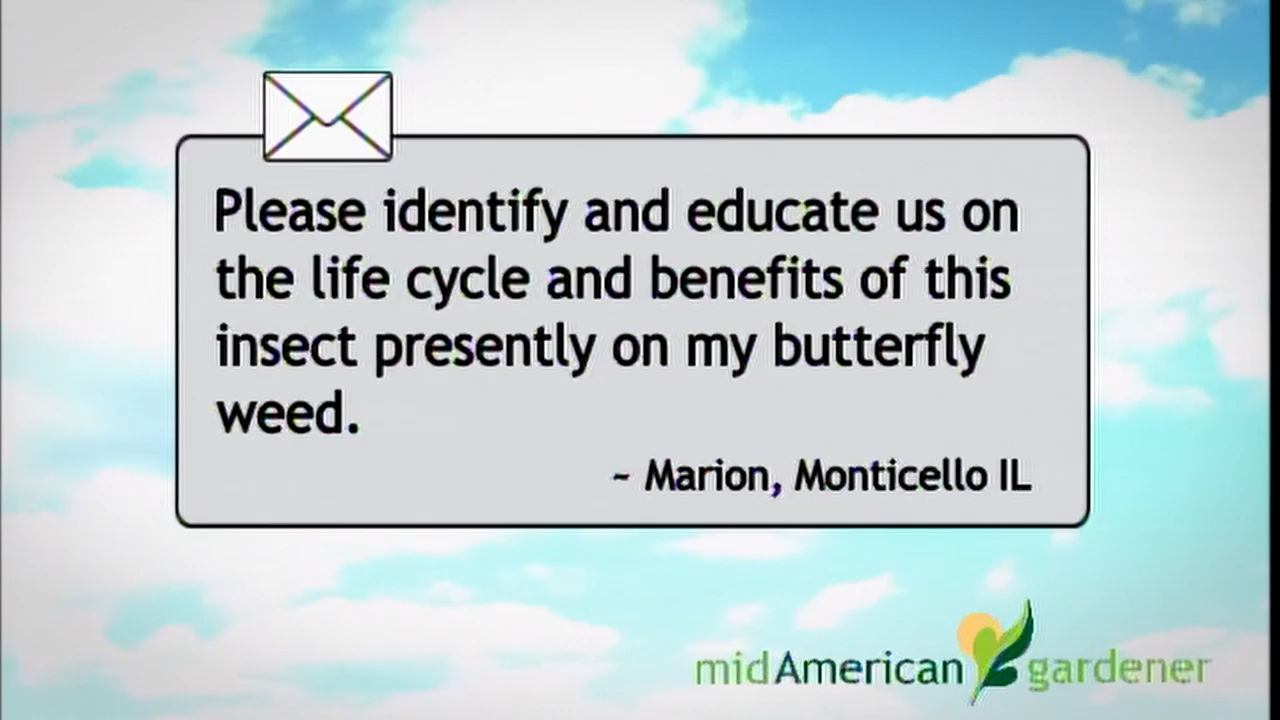 Please identify and educate us on
the life cycle and benefits of this
insect presently on my butterfly
weed.
~ Marion, Monticello IL
midAmerican gardener